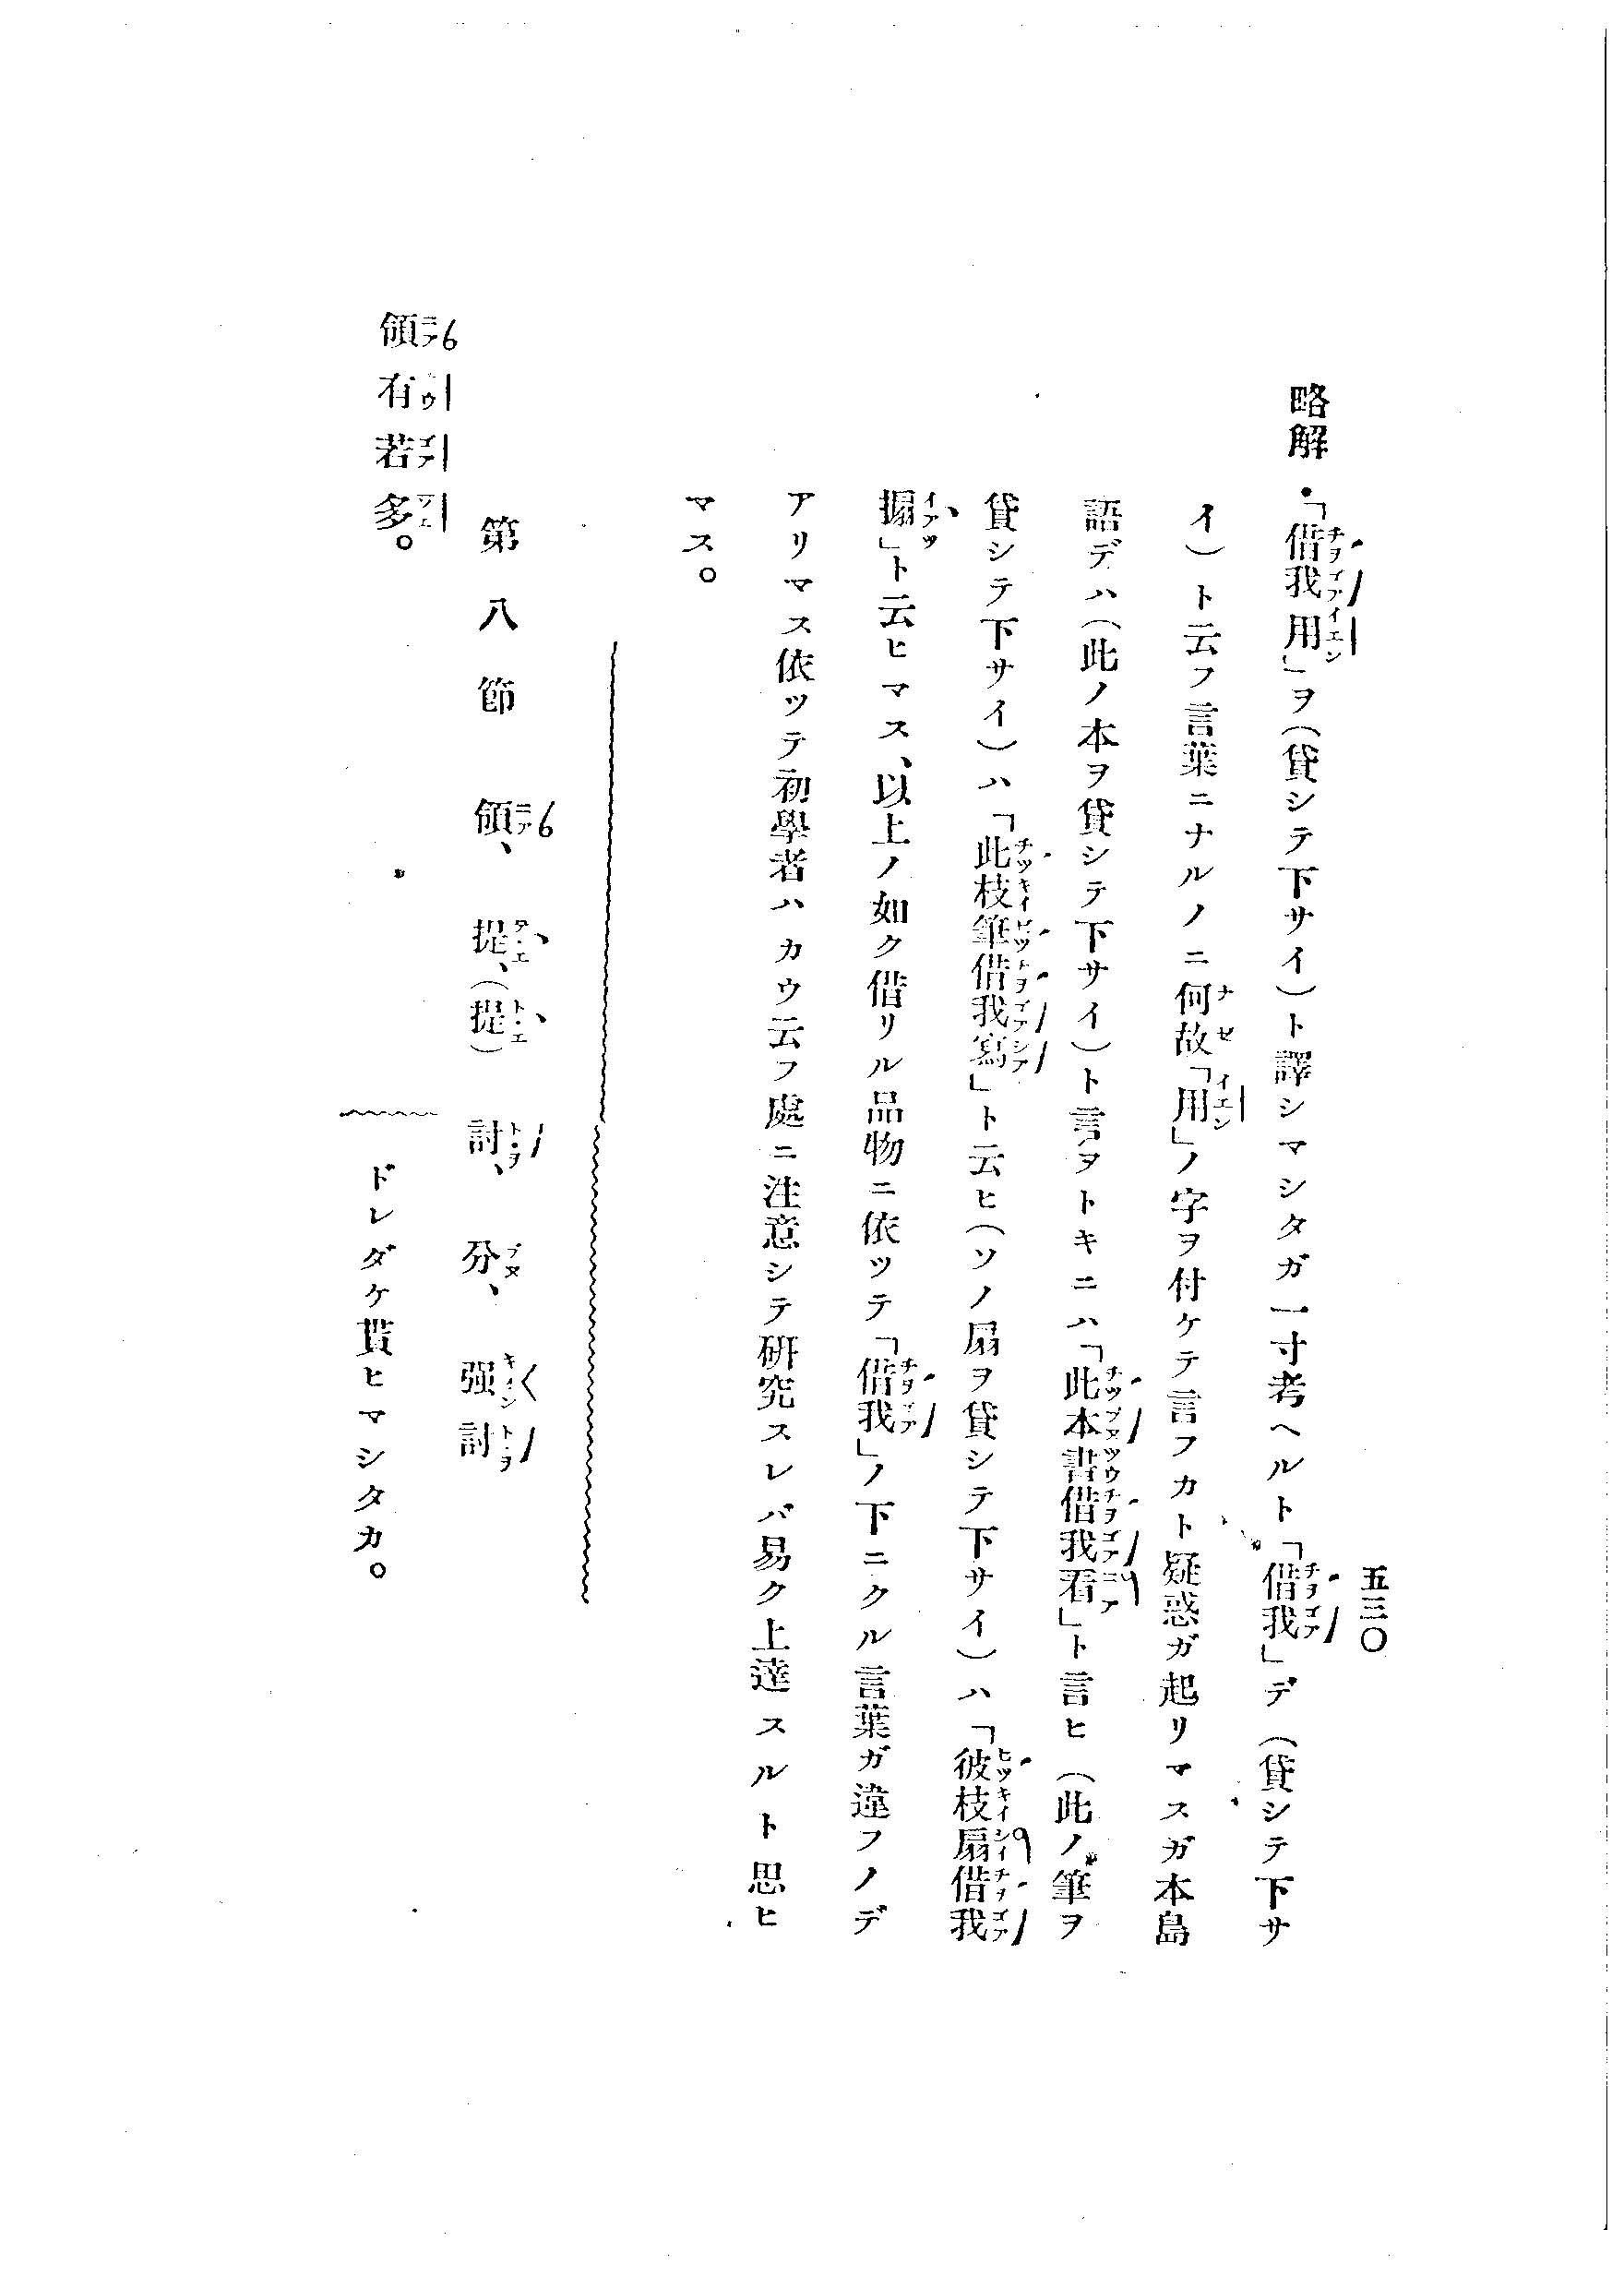 五三〇
略解・「借我用」ヲ(貸シテ下サイ)ト譯シマシタガ一寸考ヘルト「借我」デ(貸シテ下サ
イ)ト云フ言葉ニナルノニ何故「用」ノ字ヲ付ケテ言フカト疑惑ガ起リマスガ本島
語デハ(此ノ本ヲ貸シテ下サイ)ト言ヲトキニハ「此本書借我看」ト言ヒ(此ノ筆ヲ
貸シテ下サイ)ハ「此枝筆借我寫」ト云ヒ(ソノ扇ヲ貸シテ下サイ)ハ「彼枝扇借我
搧」ト云ヒマス、以上ノ如ク借リル品物ニ依ツテ「借我」ノ下ニクル言葉ガ違フノデ
アリマス依ツテ初學者ハカウ云フ處ニ注意シテ研究スレバ易ク上達スルト思ヒ
マス。
第八節 領、提、(提) 討、分、强討
領有若多。 ドレダケ貰ヒマシタカ。